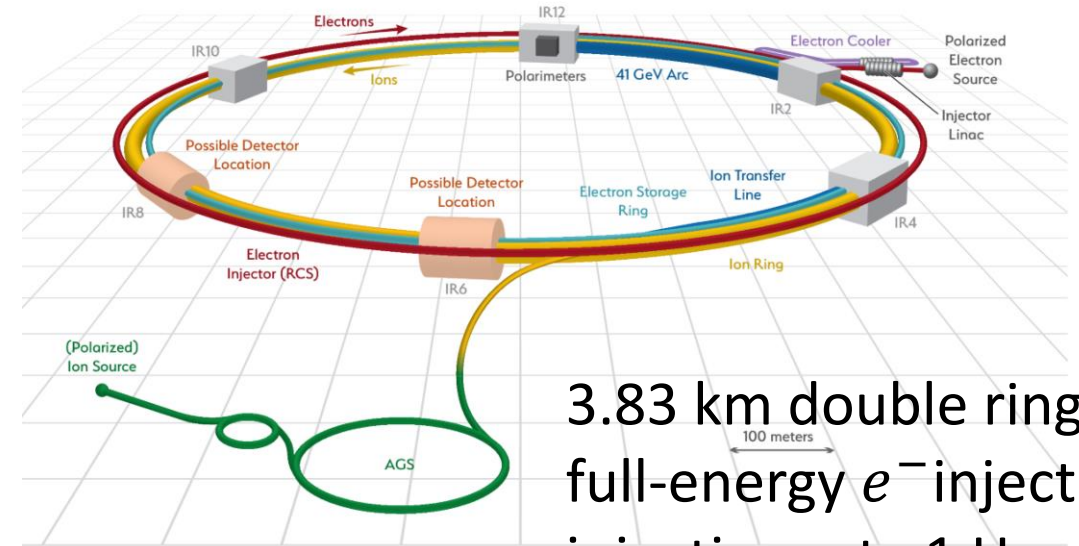 Electrons
IR12
IR10
Ions
Polarimeters
41 GeV Arc
Electron Cooler
Polarized
Electron
Source
IR2
Injector
Linac
Possible Detector
Location
Possible Detector
Location
Electron Storage
Ring
Ion Transfer
Line
IR8
IR4
Electron
Injector (RCS)
IR6
Ion Ring
(Polarized)
Ion Source
AGS
100 meters
3.83 km double ring
full-energy e⁻ inject